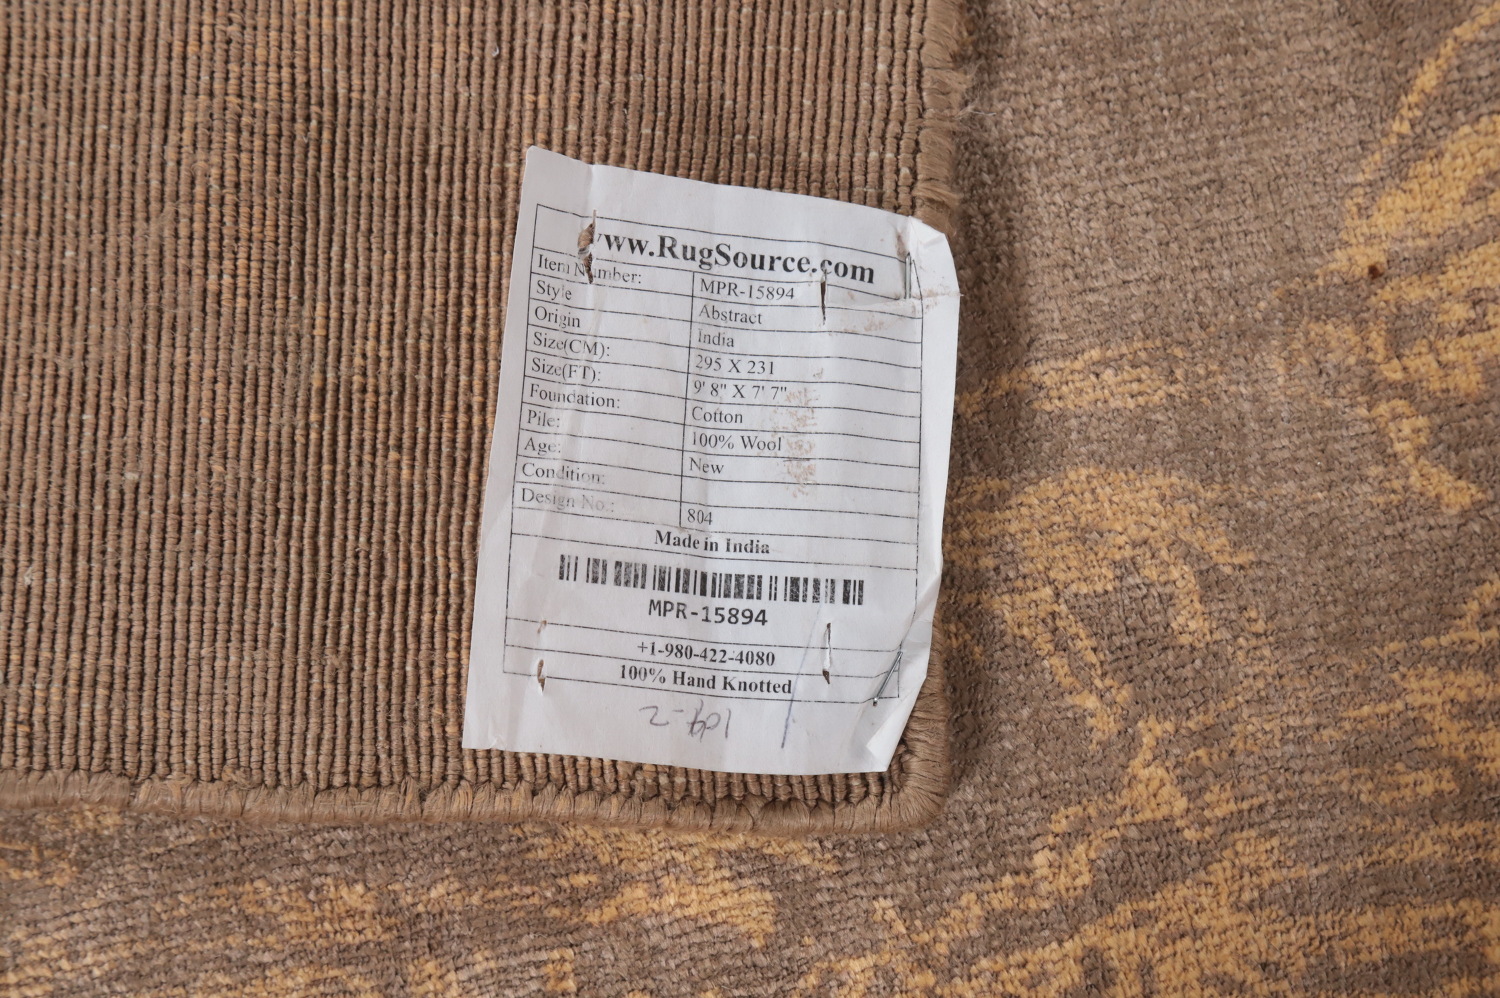 www.RugSource.com
Item Number: MPR-15894
Style Abstract
Origin India
Size(CM): 295 X 231
Size(FT): 9' 8" X 7' 7"
Foundation: Cotton
Pile: 100% Wool
Age: New
Condition:
Design No.: 804
Made in India
MPR-15894
+1-980-422-4080
100% Hand Knotted